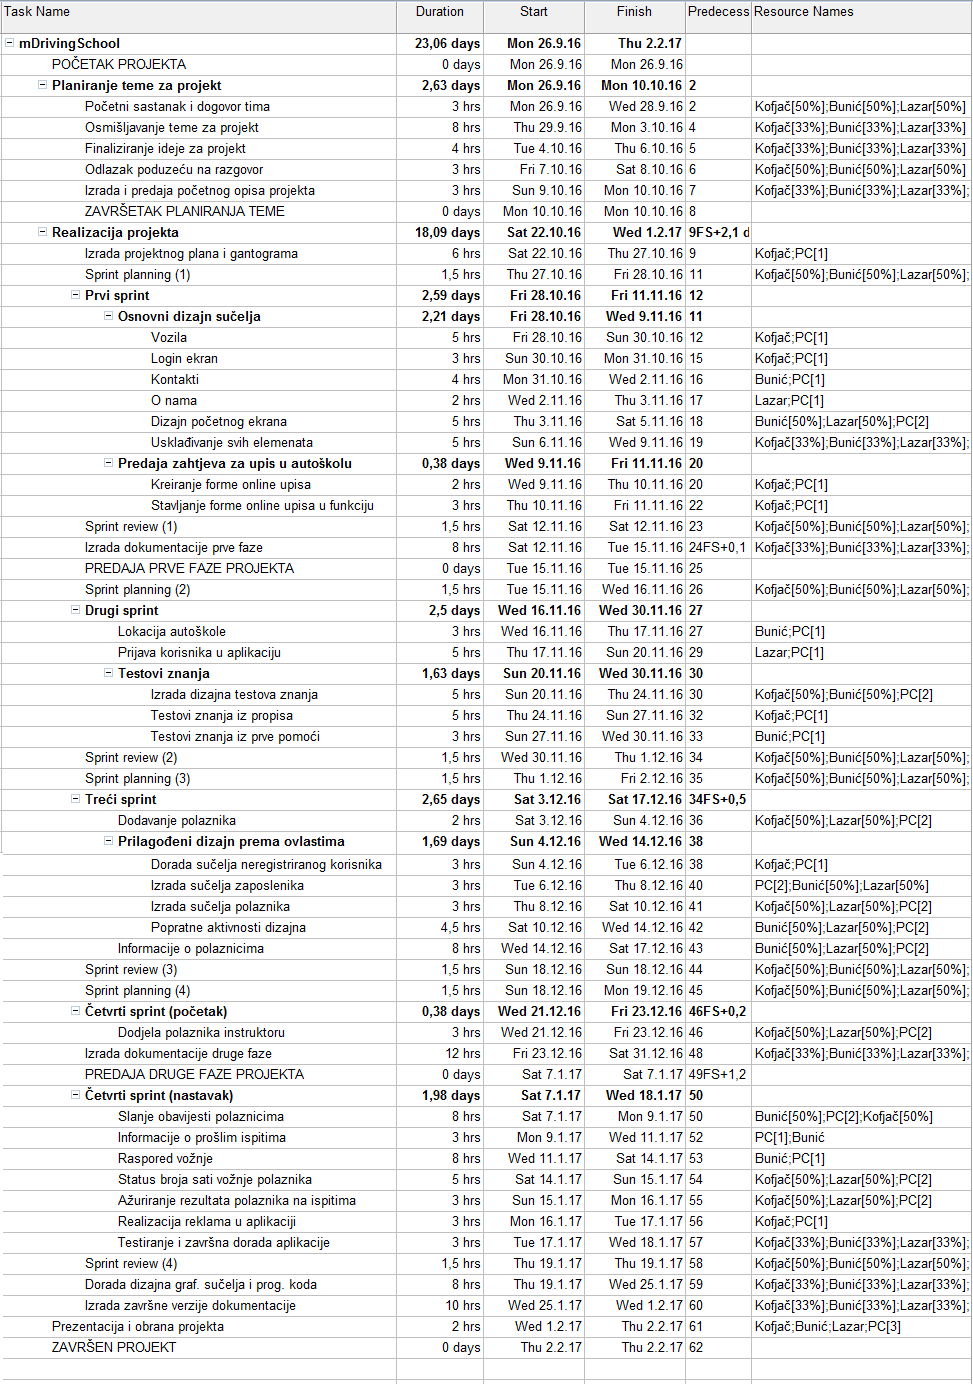 Task Name Duration Start Finish Predecess Resource Names
mDrivingSchool 23,06 days Mon 26.9.16 Thu 2.2.17
POČETAK PROJEKTA 0 days Mon 26.9.16 Mon 26.9.16
Planiranje teme za projekt 2,63 days Mon 26.9.16 Mon 10.10.16 2
Početni sastanak i dogovor tima 3 hrs Mon 26.9.16 Wed 28.9.16 2 Kofjač[50%];Bunić[50%];Lazar[50%]
Osmišljavanje teme za projekt 8 hrs Thu 29.9.16 Mon 3.10.16 4 Kofjač[33%];Bunić[33%];Lazar[33%]
Finaliziranje ideje za projekt 4 hrs Tue 4.10.16 Thu 6.10.16 5 Kofjač[33%];Bunić[33%];Lazar[33%]
Odlazak poduzeću na razgovor 3 hrs Fri 7.10.16 Sat 8.10.16 6 Kofjač[50%];Bunić[50%];Lazar[50%]
Izrada i predaja početnog opisa projekta 3 hrs Sun 9.10.16 Mon 10.10.16 7 Kofjač[33%];Bunić[33%];Lazar[33%];
ZAVRŠETAK PLANIRANJA TEME 0 days Mon 10.10.16 Mon 10.10.16 8
Realizacija projekta 18,09 days Sat 22.10.16 Wed 1.2.17 9FS+2,1 d
Izrada projektnog plana i gantograma 6 hrs Sat 22.10.16 Thu 27.10.16 9 Kofjač;PC[1]
Sprint planning (1) 1,5 hrs Thu 27.10.16 Fri 28.10.16 11 Kofjač[50%];Bunić[50%];Lazar[50%];
Prvi sprint 2,59 days Fri 28.10.16 Fri 11.11.16 12
Osnovni dizajn sučelja 2,21 days Fri 28.10.16 Wed 9.11.16 11
Vozila 5 hrs Fri 28.10.16 Sun 30.10.16 12 Kofjač;PC[1]
Login ekran 3 hrs Sun 30.10.16 Mon 31.10.16 15 Kofjač;PC[1]
Kontakti 4 hrs Mon 31.10.16 Wed 2.11.16 16 Bunić;PC[1]
O nama 2 hrs Wed 2.11.16 Thu 3.11.16 17 Lazar;PC[1]
Dizajn početnog ekrana 5 hrs Thu 3.11.16 Sat 5.11.16 18 Bunić[50%];Lazar[50%];PC[2]
Usklađivanje svih elemenata 5 hrs Sun 6.11.16 Wed 9.11.16 19 Kofjač[33%];Bunić[33%];Lazar[33%];
Predaja zahtjeva za upis u autoškolu 0,38 days Wed 9.11.16 Fri 11.11.16 20
Kreiranje forme online upisa 2 hrs Wed 9.11.16 Thu 10.11.16 20 Kofjač;PC[1]
Stavljanje forme online upisa u funkciju 3 hrs Thu 10.11.16 Fri 11.11.16 22 Kofjač;PC[1]
Sprint review (1) 1,5 hrs Sat 12.11.16 Sat 12.11.16 23 Kofjač[50%];Bunić[50%];Lazar[50%];
Izrada dokumentacije prve faze 8 hrs Sat 12.11.16 Tue 15.11.16 24FS+0,1 Kofjač[33%];Bunić[33%];Lazar[33%];
PREDAJA PRVE FAZE PROJEKTA 0 days Tue 15.11.16 Tue 15.11.16 25
Sprint planning (2) 1,5 hrs Tue 15.11.16 Wed 16.11.16 26 Kofjač[50%];Bunić[50%];Lazar[50%];
Drugi sprint 2,5 days Wed 16.11.16 Wed 30.11.16 27
Lokacija autoškole 3 hrs Wed 16.11.16 Thu 17.11.16 27 Bunić;PC[1]
Prijava korisnika u aplikaciju 5 hrs Thu 17.11.16 Sun 20.11.16 29 Lazar;PC[1]
Testovi znanja 1,63 days Sun 20.11.16 Wed 30.11.16 30
Izrada dizajna testova znanja 5 hrs Sun 20.11.16 Thu 24.11.16 30 Kofjač[50%];Bunić[50%];PC[2]
Testovi znanja iz propisa 5 hrs Thu 24.11.16 Sun 27.11.16 32 Kofjač;PC[1]
Testovi znanja iz prve pomoći 3 hrs Sun 27.11.16 Wed 30.11.16 33 Bunić;PC[1]
Sprint review (2) 1,5 hrs Wed 30.11.16 Thu 1.12.16 34 Kofjač[50%];Bunić[50%];Lazar[50%];
Sprint planning (3) 1,5 hrs Thu 1.12.16 Fri 2.12.16 35 Kofjač[50%];Bunić[50%];Lazar[50%];
Treći sprint 2,65 days Sat 3.12.16 Sat 17.12.16 34FS+0,5
Dodavanje polaznika 2 hrs Sat 3.12.16 Sun 4.12.16 36 Kofjač[50%];Lazar[50%];PC[2]
Prilagođeni dizajn prema ovlastima 1,69 days Sun 4.12.16 Wed 14.12.16 38
Dorada sučelja neregistriranog korisnika 3 hrs Sun 4.12.16 Tue 6.12.16 38 Kofjač;PC[1]
Izrada sučelja zaposlenika 3 hrs Tue 6.12.16 Thu 8.12.16 40 PC[2];Bunić[50%];Lazar[50%]
Izrada sučelja polaznika 3 hrs Thu 8.12.16 Sat 10.12.16 41 Kofjač[50%];Lazar[50%];PC[2]
Popratne aktivnosti dizajna 4,5 hrs Sat 10.12.16 Wed 14.12.16 42 Bunić[50%];Lazar[50%];PC[2]
Informacije o polaznicima 8 hrs Wed 14.12.16 Sat 17.12.16 43 Bunić[50%];Lazar[50%];PC[2]
Sprint review (3) 1,5 hrs Sun 18.12.16 Sun 18.12.16 44 Kofjač[50%];Bunić[50%];Lazar[50%];
Sprint planning (4) 1,5 hrs Sun 18.12.16 Mon 19.12.16 45 Kofjač[50%];Bunić[50%];Lazar[50%];
Četvrti sprint (početak) 0,38 days Wed 21.12.16 Fri 23.12.16 46FS+0,2
Dodjela polaznika instruktoru 3 hrs Wed 21.12.16 Fri 23.12.16 46 Kofjač[50%];Lazar[50%];PC[2]
Izrada dokumentacije druge faze 12 hrs Fri 23.12.16 Sat 31.12.16 48 Kofjač[33%];Bunić[33%];Lazar[33%];
PREDAJA DRUGE FAZE PROJEKTA 0 days Sat 7.1.17 Sat 7.1.17 49FS+1,2
Četvrti sprint (nastavak) 1,98 days Sat 7.1.17 Wed 18.1.17 50
Slanje obavijesti polaznicima 8 hrs Sat 7.1.17 Mon 9.1.17 50 Bunić[50%];PC[2];Kofjač[50%]
Informacije o prošlim ispitima 3 hrs Mon 9.1.17 Wed 11.1.17 52 PC[1];Bunić
Raspored vožnje 8 hrs Wed 11.1.17 Sat 14.1.17 53 Bunić;PC[1]
Status broja sati vožnje polaznika 5 hrs Sat 14.1.17 Sun 15.1.17 54 Kofjač[50%];Lazar[50%];PC[2]
Ažuriranje rezultata polaznika na ispitima 3 hrs Sun 15.1.17 Mon 16.1.17 55 Kofjač[50%];Lazar[50%];PC[2]
Realizacija reklama u aplikaciji 3 hrs Mon 16.1.17 Tue 17.1.17 56 Kofjač;PC[1]
Testiranje i završna dorada aplikacije 3 hrs Tue 17.1.17 Wed 18.1.17 57 Kofjač[33%];Bunić[33%];Lazar[33%];
Sprint review (4) 1,5 hrs Thu 19.1.17 Thu 19.1.17 58 Kofjač[50%];Bunić[50%];Lazar[50%];
Dorada dizajna graf. sučelja i prog. koda 8 hrs Thu 19.1.17 Wed 25.1.17 59 Kofjač[33%];Bunić[33%];Lazar[33%];
Izrada završne verzije dokumentacije 10 hrs Wed 25.1.17 Wed 1.2.17 60 Kofjač[33%];Bunić[33%];Lazar[33%];
Prezentacija i obrana projekta 2 hrs Wed 1.2.17 Thu 2.2.17 61 Kofjač;Bunić;Lazar;PC[3]
ZAVRŠEN PROJEKT 0 days Thu 2.2.17 Thu 2.2.17 62